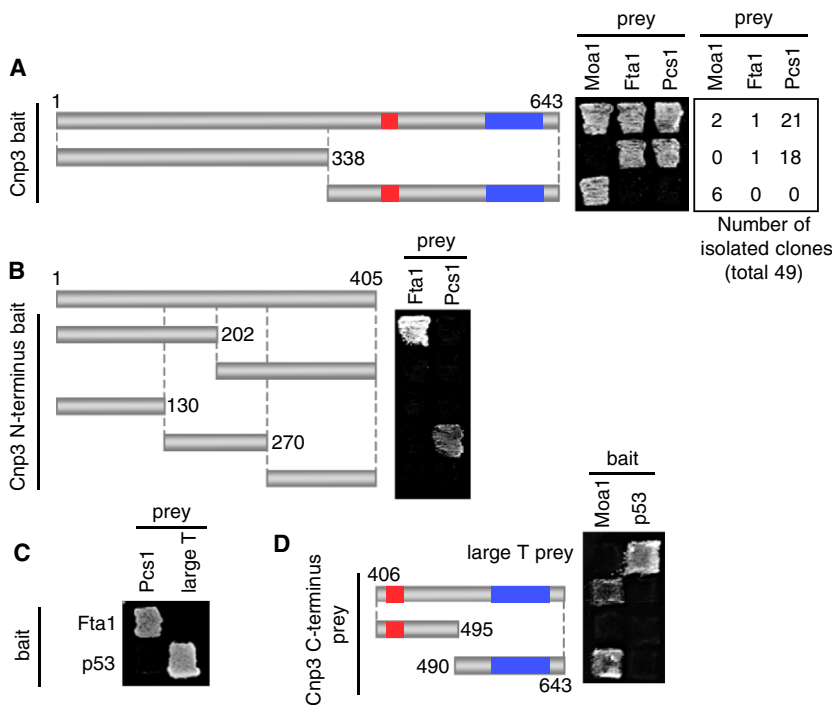 A
prey
prey
Moa1
Fta1
Pcs1
Moa1
Fta1
Pcs1
Cnp3 bait
1
643
338
2 1 21
0 1 18
6 0 0
Number of
isolated clones
(total 49)
B
prey
Fta1
Pcs1
Cnp3 N-terminus bait
1
405
202
130
270
C
prey
Pcs1
large T
bait
Fta1
p53
D
bait
Moa1
p53
large T prey
Cnp3 C-terminus
prey
406
495
490
643